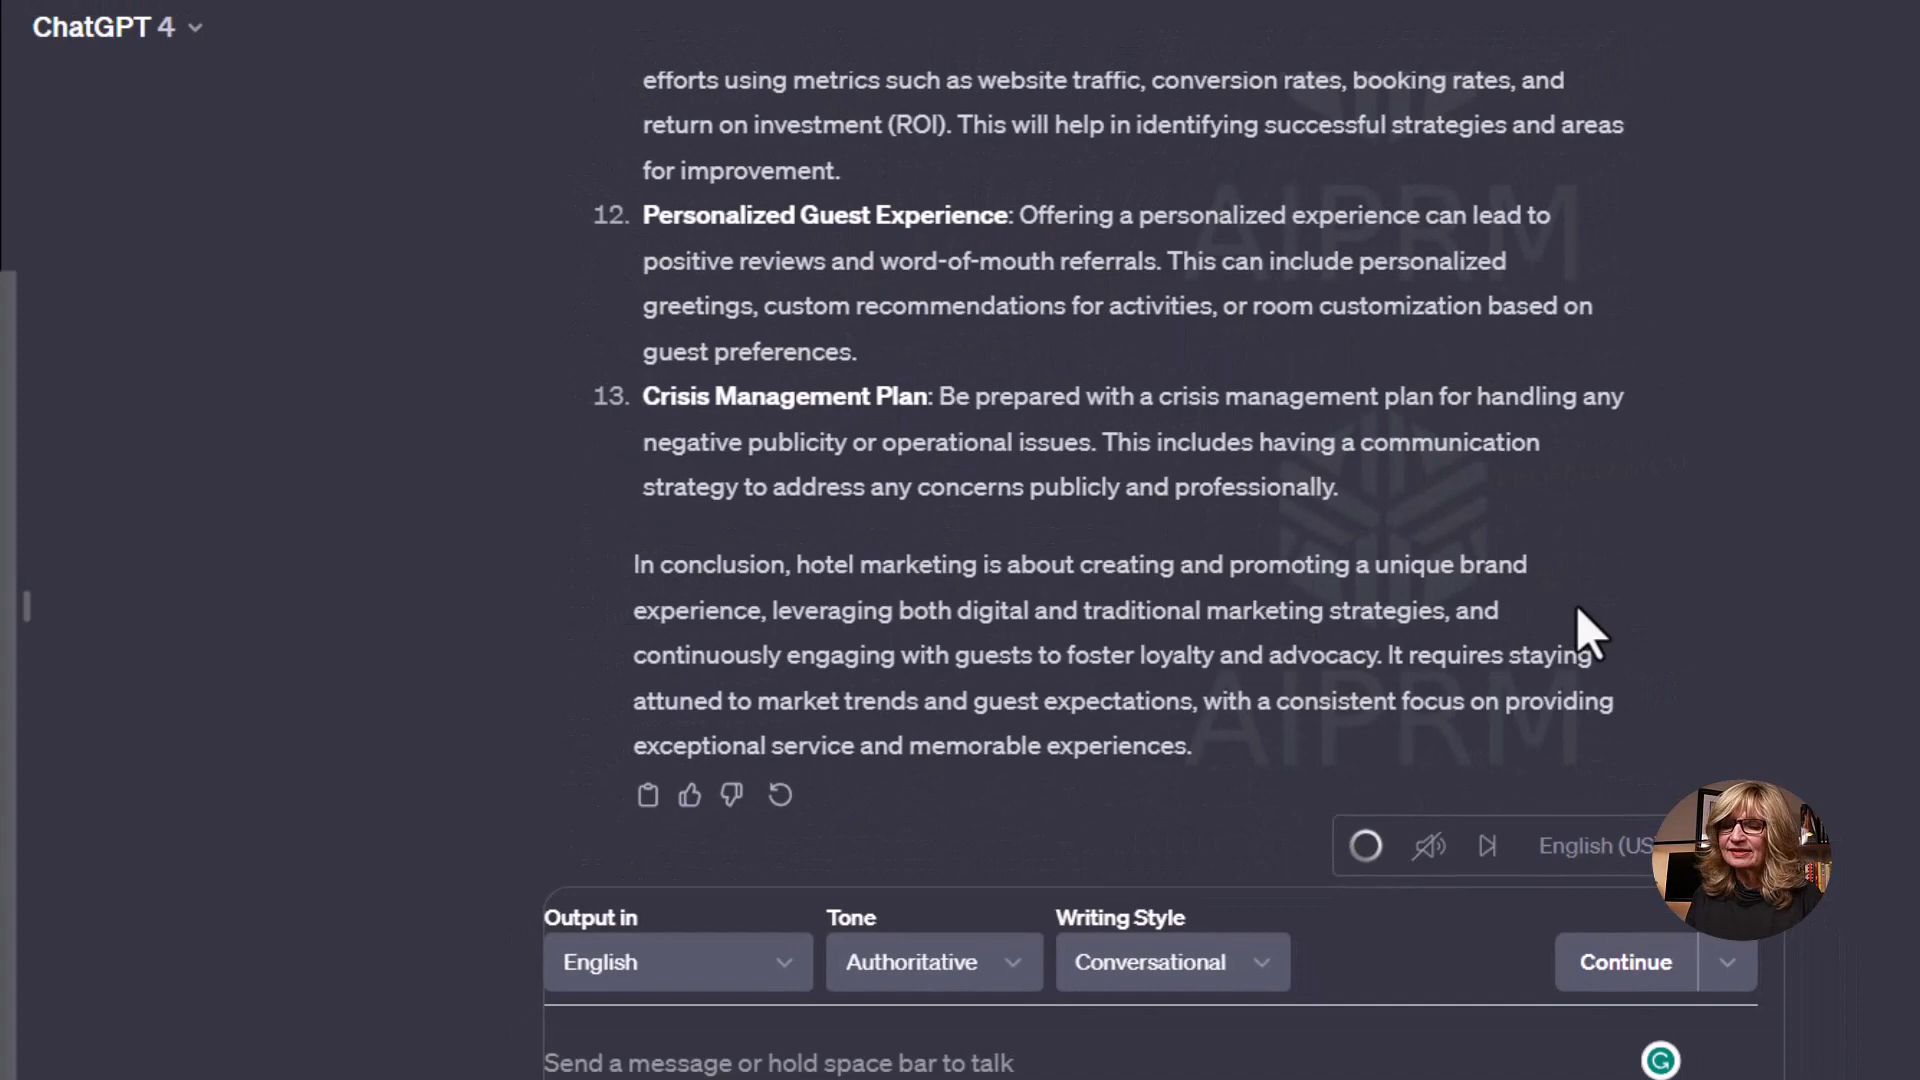 ChatGPT 4
efforts using metrics such as website traffic, conversion rates, booking rates, and
return on investment (ROI). This will help in identifying successful strategies and areas
for improvement.
12. Personalized Guest Experience: Offering a personalized experience can lead to
positive reviews and word-of-mouth referrals. This can include personalized
greetings, custom recommendations for activities, or room customization based on
guest preferences.
13. Crisis Management Plan: Be prepared with a crisis management plan for handling any
negative publicity or operational issues. This includes having a communication
strategy to address any concerns publicly and professionally.
In conclusion, hotel marketing is about creating and promoting a unique brand
experience, leveraging both digital and traditional marketing strategies, and
continuously engaging with guests to foster loyalty and advocacy. It requires staying
attuned to market trends and guest expectations, with a consistent focus on providing
exceptional service and memorable experiences.
AIPRM
AIPRM
English (US
Output in Tone Writing Style
English Authoritative Conversational Continue
Send a message or hold space bar to talk